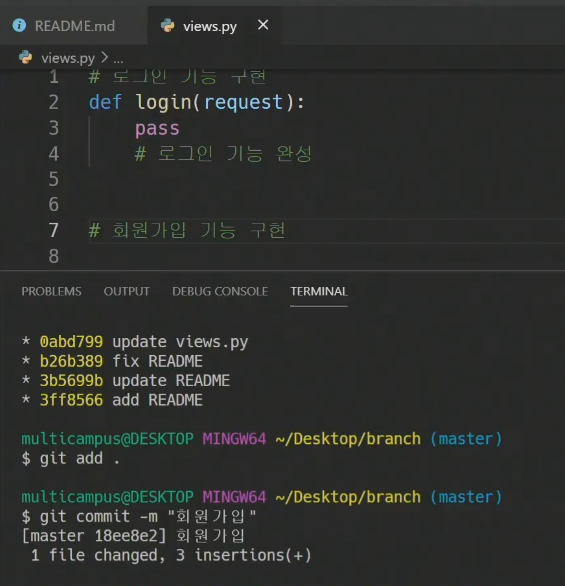 README.md views.py
views.py > ...
1 # 로그인 기능 구현
2 def login(request):
3 pass
4 # 로그인 기능 완성
5
6
7 # 회원가입 기능 구현
8
PROBLEMS OUTPUT DEBUG CONSOLE TERMINAL
* 0abd799 update views.py
* b26b389 fix README
* 3b5699b update README
* 3ff8566 add README
multicampus@DESKTOP MINGW64 ~/Desktop/branch (master)
$ git add .
multicampus@DESKTOP MINGW64 ~/Desktop/branch (master)
$ git commit -m "회원가입"
[master 18ee8e2] 회원가입
1 file changed, 3 insertions(+)